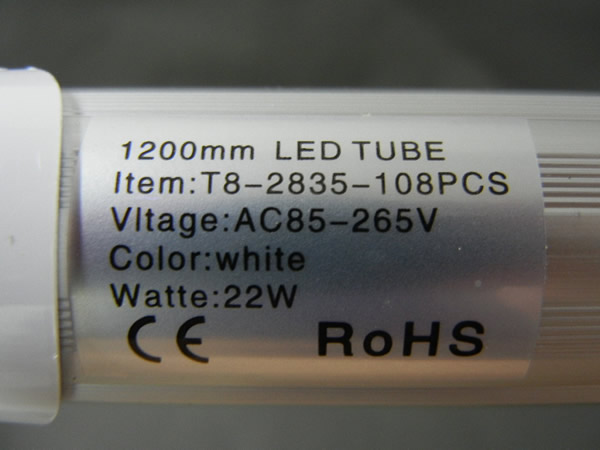 1200mm LED TUBE
Item:T8-2835-108PCS
Vltage:AC85-265V
Color:white
Watte:22W
CE RoHS